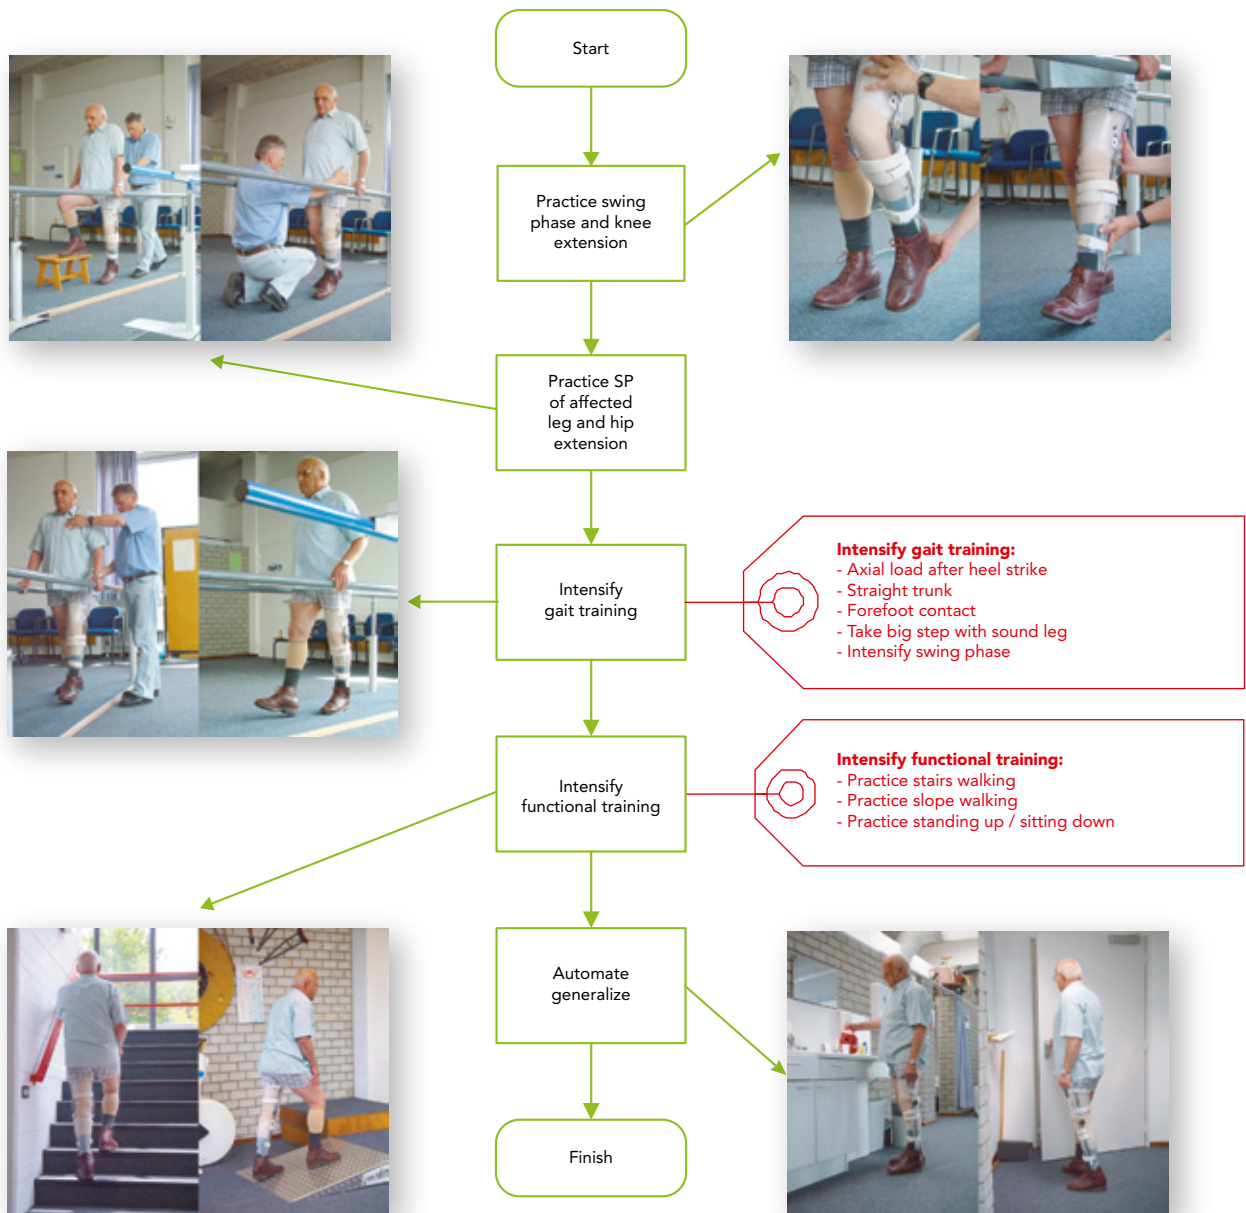 Start
Practice swing
phase and knee
extension
Practice SP
of affected
leg and hip
extension
Intensify
gait training
Intensify gait training:
- Axial load after heel strike
- Straight trunk
- Forefoot contact
- Take big step with sound leg
- Intensify swing phase
Intensify
functional training
Intensify functional training:
- Practice stairs walking
- Practice slope walking
- Practice standing up / sitting down
Automate
generalize
Finish